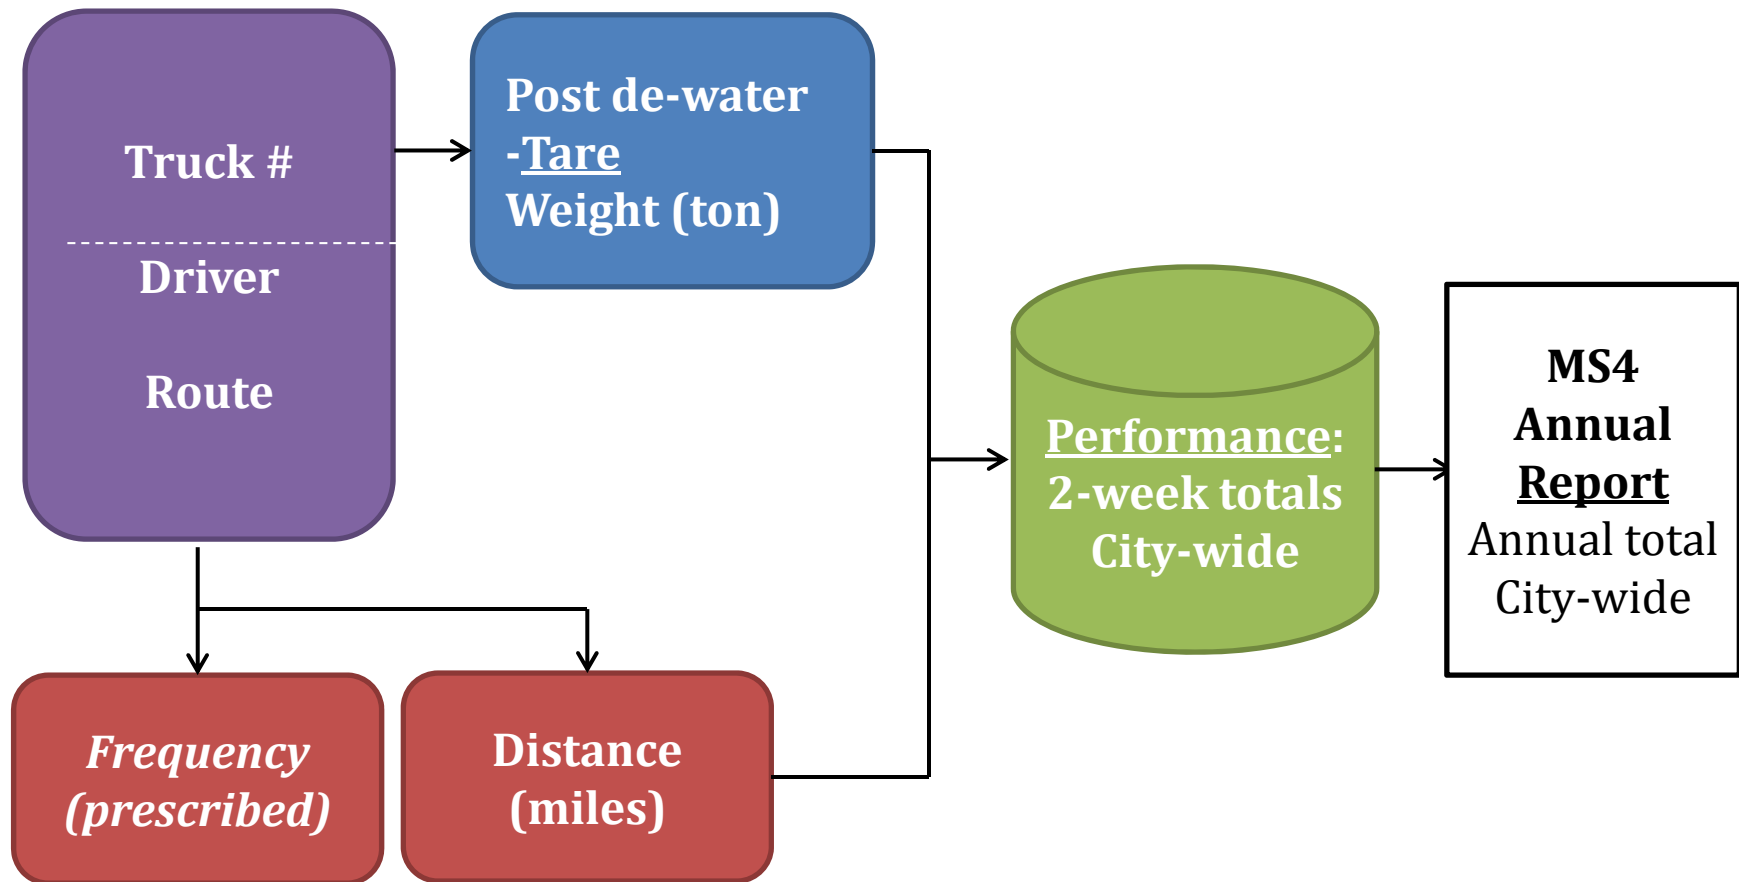 Truck #
Driver
Route
Post de-water
-Tare
Weight (ton)
Frequency
(prescribed)
Distance
(miles)
Performance:
2-week totals
City-wide
MS4
Annual
Report
Annual total
City-wide